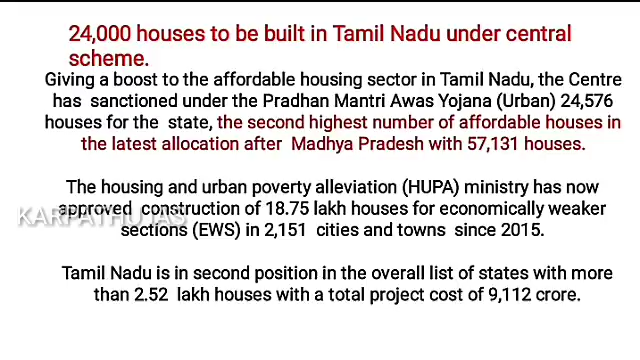 24,000 houses to be built in Tamil Nadu under central
scheme.
Giving a boost to the affordable housing sector in Tamil Nadu, the Centre
has sanctioned under the Pradhan Mantri Awas Yojana (Urban) 24,576
houses for the state, the second highest number of affordable houses in
the latest allocation after Madhya Pradesh with 57,131 houses.
The housing and urban poverty alleviation (HUPA) ministry has now
approved construction of 18.75 lakh houses for economically weaker
KARPATHU IAS
sections (EWS) in 2,151 cities and towns since 2015.
Tamil Nadu is in second position in the overall list of states with more
than 2.52 lakh houses with a total project cost of 9,112 crore.